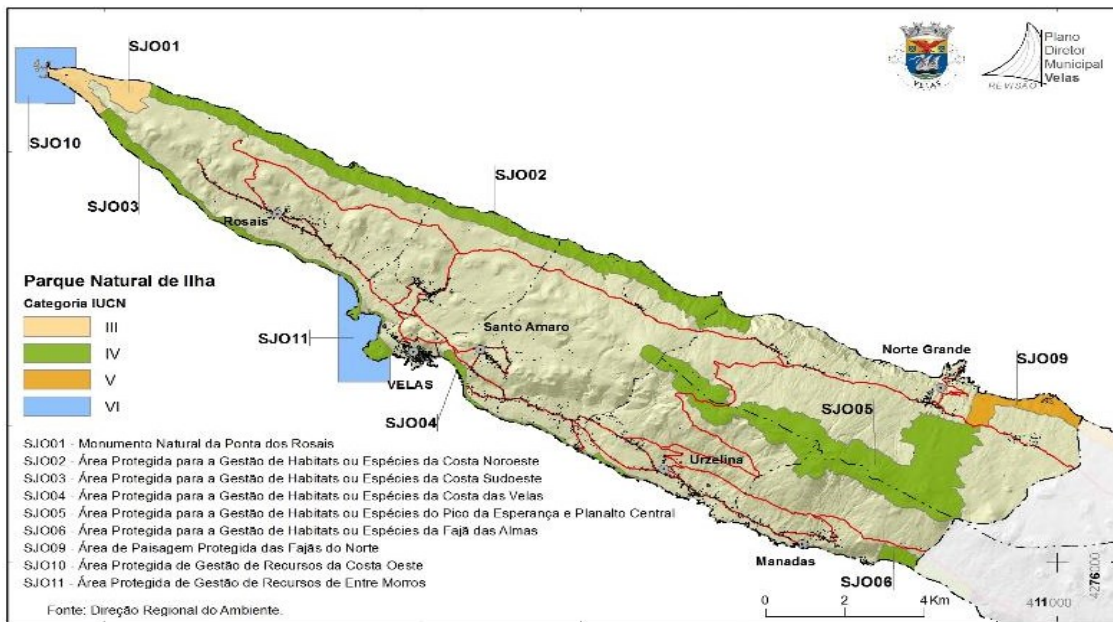 SJO01
Plano
Diretor
Municipal
Velas
REVISÃO
VELAS
SJO10
SJO02
SJO03
Rosais
Parque Natural de Ilha
Categoria IUCN
III
IV
V
VI
SJO11
Santo Amaro
VELAS
SJO04
Norte Grande
SJO09
SJO05
Urzelina
Manadas
SJO06
SJO01 - Monumento Natural da Ponta dos Rosais
SJO02 - Área Protegida para a Gestão de Habitats ou Espécies da Costa Noroeste
SJO03 - Área Protegida para a Gestão de Habitats ou Espécies da Costa Sudoeste
SJO04 - Área Protegida para a Gestão de Habitats ou Espécies da Costa das Velas
SJO05 - Área Protegida para a Gestão de Habitats ou Espécies do Pico da Esperança e Planalto Central
SJO06 - Área Protegida para a Gestão de Habitats ou Espécies da Fajã das Almas
SJO09 - Área de Paisagem Protegida das Fajãs do Norte
SJO10 - Área Protegida de Gestão de Recursos da Costa Oeste
SJO11 - Área Protegida de Gestão de Recursos de Entre Morros
Fonte: Direção Regional do Ambiente.
0 2 4 Km
411000
4276000